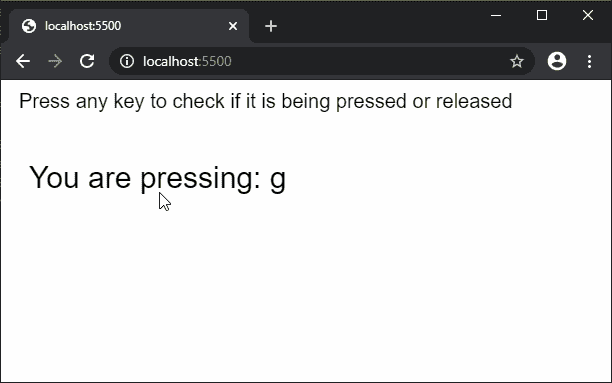 localhost:5500
localhost:5500
Press any key to check if it is being pressed or released
You are pressing: g